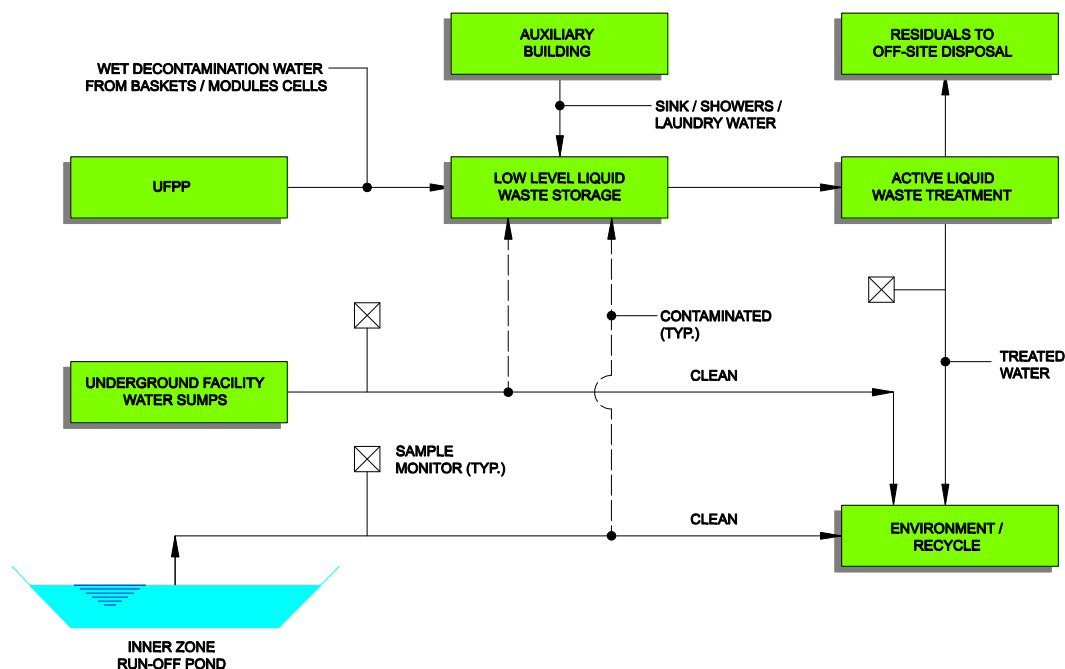 AUXILIARY
BUILDING
RESIDUALS TO
OFF-SITE DISPOSAL
WET DECONTAMINATION WATER
FROM BASKETS / MODULES CELLS
SINK / SHOWERS /
LAUNDRY WATER
UFPP
LOW LEVEL LIQUID
WASTE STORAGE
ACTIVE LIQUID
WASTE TREATMENT
CONTAMINATED
(TYP.)
TREATED
WATER
UNDERGROUND FACILITY
WATER SUMPS
CLEAN
SAMPLE
MONITOR (TYP.)
CLEAN
ENVIRONMENT /
RECYCLE
INNER ZONE
RUN-OFF POND